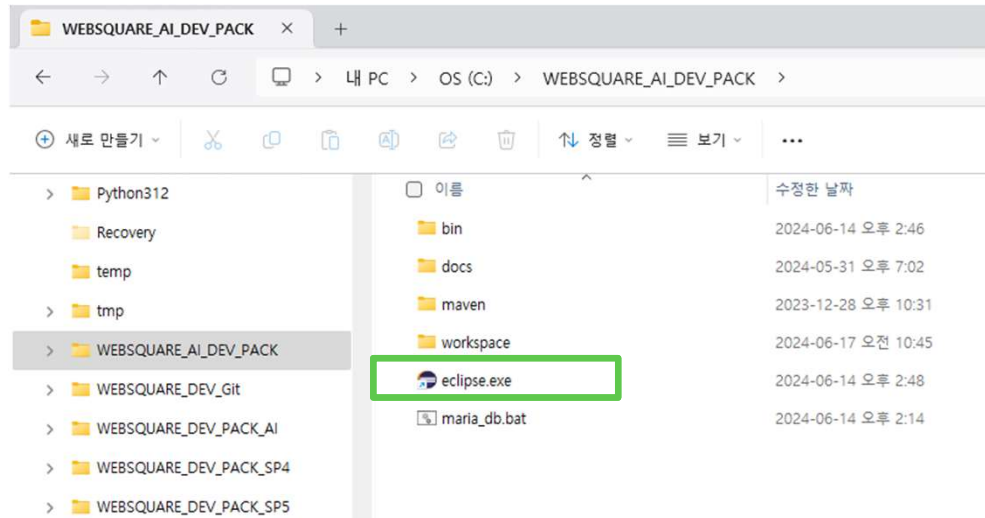 WEBSQUARE_AI_DEV_PACK
내 PC > OS (C:) > WEBSQUARE_AI_DEV_PACK >
새로 만들기 정렬 보기
Python312
Recovery
temp
tmp
WEBSQUARE_AI_DEV_PACK
WEBSQUARE_DEV_Git
WEBSQUARE_DEV_PACK_AI
WEBSQUARE_DEV_PACK_SP4
WEBSQUARE_DEV_PACK_SP5
이름 수정한 날짜
bin 2024-06-14 오후 2:46
docs 2024-05-31 오후 7:02
maven 2023-12-28 오후 10:31
workspace 2024-06-17 오전 10:45
eclipse.exe 2024-06-14 오후 2:48
maria_db.bat 2024-06-14 오후 2:14